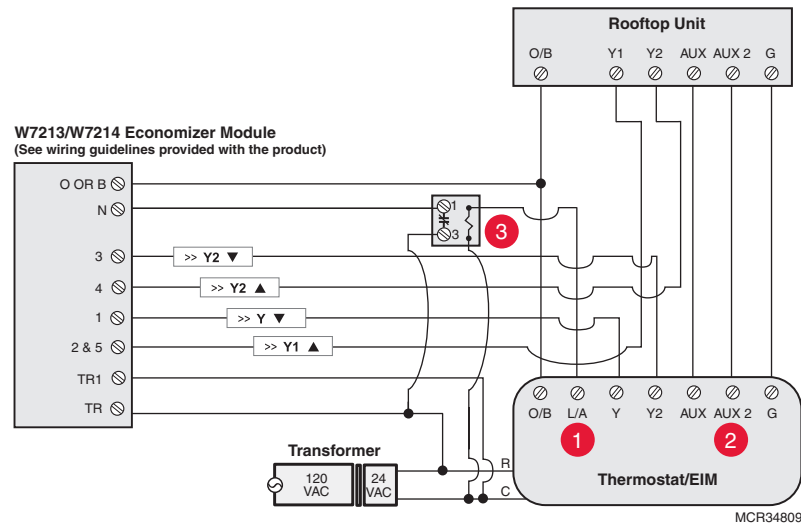 Rooftop Unit
O/B Y1 Y2 AUX AUX 2 G
W7213/W7214 Economizer Module
(See wiring guidelines provided with the product)
O OR B
N
1
3
3
3 >> Y2 ▼
4 >> Y2 ▲
1 >> Y ▼
2 & 5 >> Y1 ▲
TR1
TR
O/B L/A Y Y2 AUX AUX 2 G
1 2
Transformer
120 VAC
24 VAC
R
C
Thermostat/EIM
MCR34809